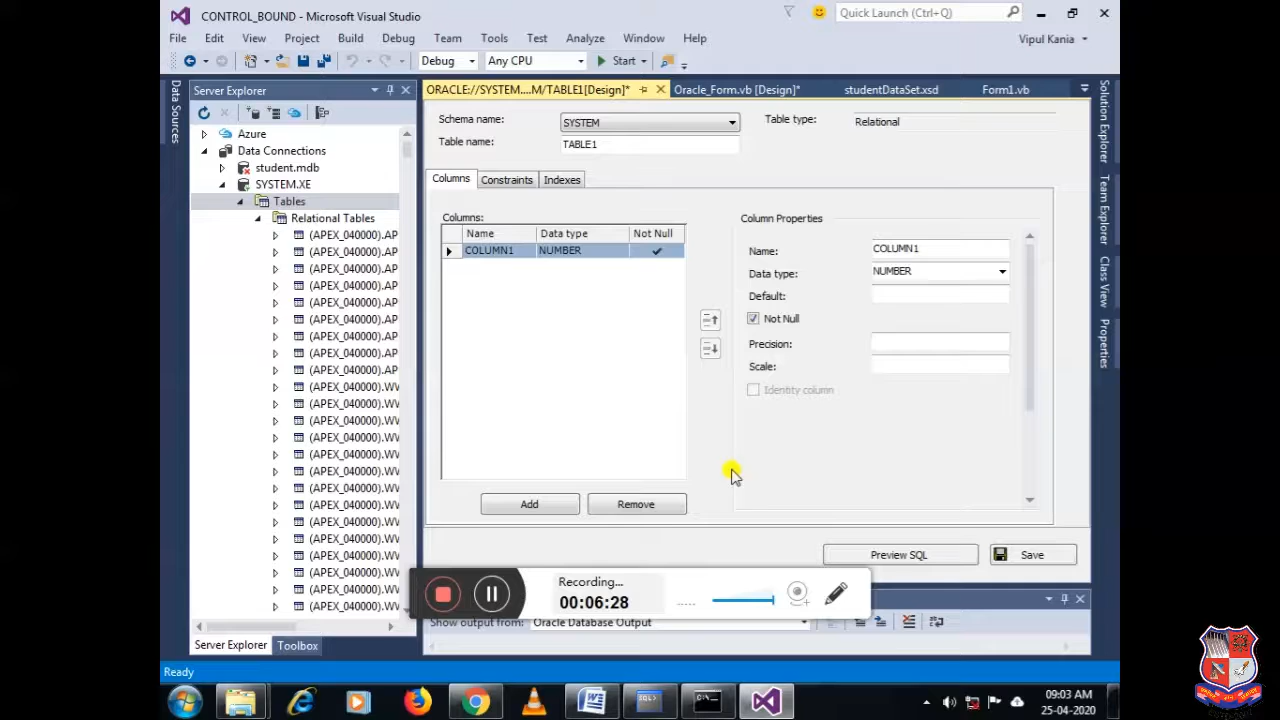 CONTROL_BOUND - Microsoft Visual Studio
Quick Launch (Ctrl+Q)
File Edit View Project Build Debug Team Tools Test Analyze Window Help
Vipul Kania
Debug Any CPU Start
Data Sources
Server Explorer
Azure
Data Connections
student.mdb
SYSTEM.XE
Tables
Relational Tables
(APEX_040000).AP
(APEX_040000).AP
(APEX_040000).AP
(APEX_040000).AP
(APEX_040000).AP
(APEX_040000).AP
(APEX_040000).AP
(APEX_040000).AP
(APEX_040000).AP
(APEX_040000).WV
(APEX_040000).WV
(APEX_040000).WV
(APEX_040000).WV
(APEX_040000).WV
(APEX_040000).WV
(APEX_040000).WV
(APEX_040000).WV
(APEX_040000).WV
(APEX_040000).WV
(APEX_040000).WV
(APEX_040000).WV
(APEX_040000).WV
(APEX_040000).WV
Server Explorer Toolbox
ORACLE://SYSTEM....M/TABLE1[Design]* Oracle_Form.vb [Design]* studentDataSet.xsd Form1.vb
Schema name: SYSTEM Table type: Relational
Table name: TABLE1
Columns Constraints Indexes
Columns:
Name Data type Not Null
COLUMN1 NUMBER
Add Remove
Column Properties
Name: COLUMN1
Data type: NUMBER
Default:
Not Null
Precision:
Scale:
Identity column
Preview SQL Save
Recording...
00:06:28
Show output from: Oracle Database Output
Solution Explorer
Team Explorer
Class View
Properties
Ready
09:03 AM
25-04-2020